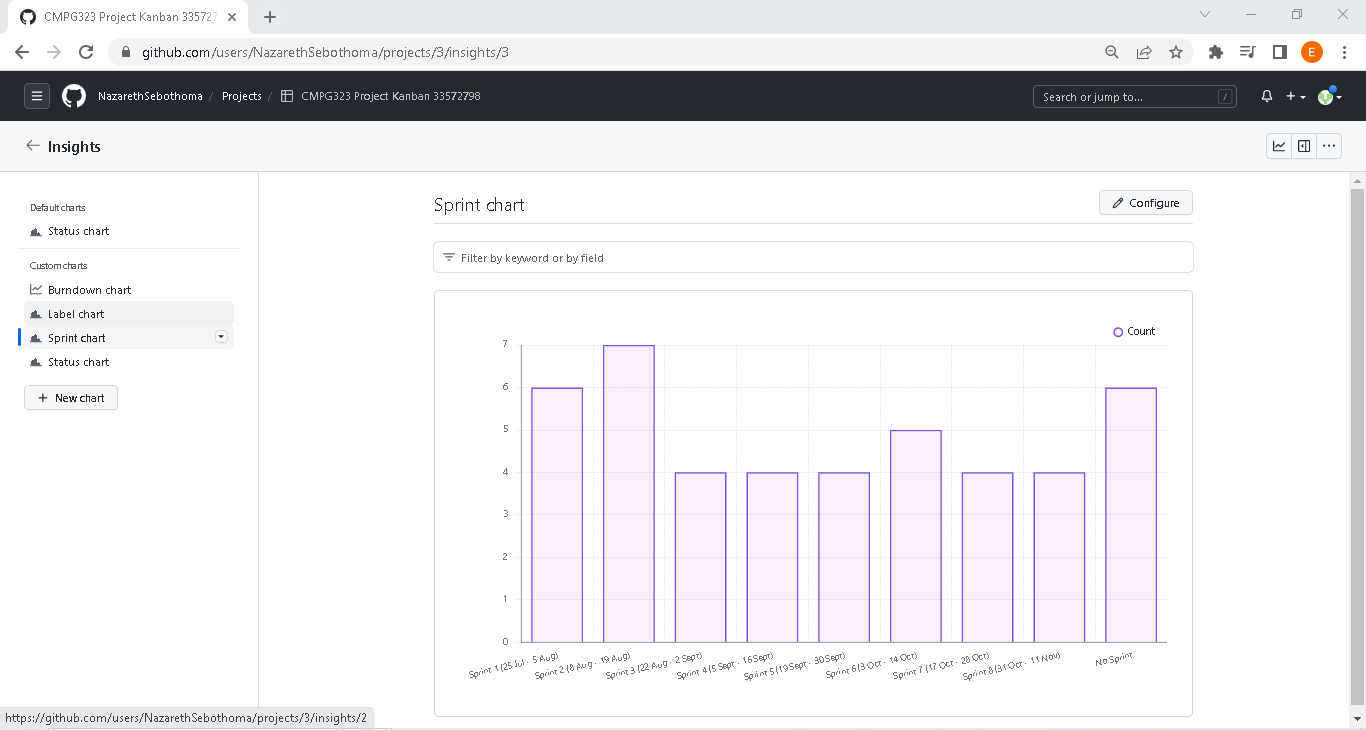 CMPG323 Project Kanban 33572
github.com/users/NazarethSebothoma/projects/3/insights/3
E
NazarethSebothoma / Projects / CMPG323 Project Kanban 33572798
Search or jump to... /
Insights
Default charts
Status chart
Custom charts
Burndown chart
Label chart
Sprint chart
Status chart
New chart
Sprint chart
Configure
Filter by keyword or by field
Count
7
6
5
4
3
2
1
0
Sprint 1 (25 Jul - 5 Aug)
Sprint 2 (8 Aug - 19 Aug)
Sprint 3 (22 Aug - 2 Sept)
Sprint 4 (5 Sept - 16 Sept)
Sprint 5 (19 Sept - 30 Sept)
Sprint 6 (3 Oct - 14 Oct)
Sprint 7 (17 Oct - 28 Oct)
Sprint 8 (31 Oct - 11 Nov)
No Sprint
https://github.com/users/NazarethSebothoma/projects/3/insights/2